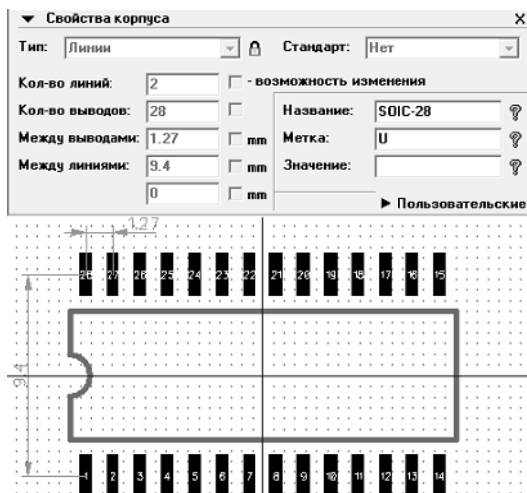 Свойства корпуса X
Тип: Линии Стандарт: Нет
Кол-во линий: 2 - возможность изменения
Кол-во выводов: 28 Название: SOIC-28
Между выводами: 1.27 mm Метка: U
Между линиями: 9.4 mm Значение:
0 mm
Пользовательские
1.27
28 27 26 25 24 23 22 21 20 19 18 17 16 15
9.4
1 2 3 4 5 6 7 8 9 10 11 12 13 14